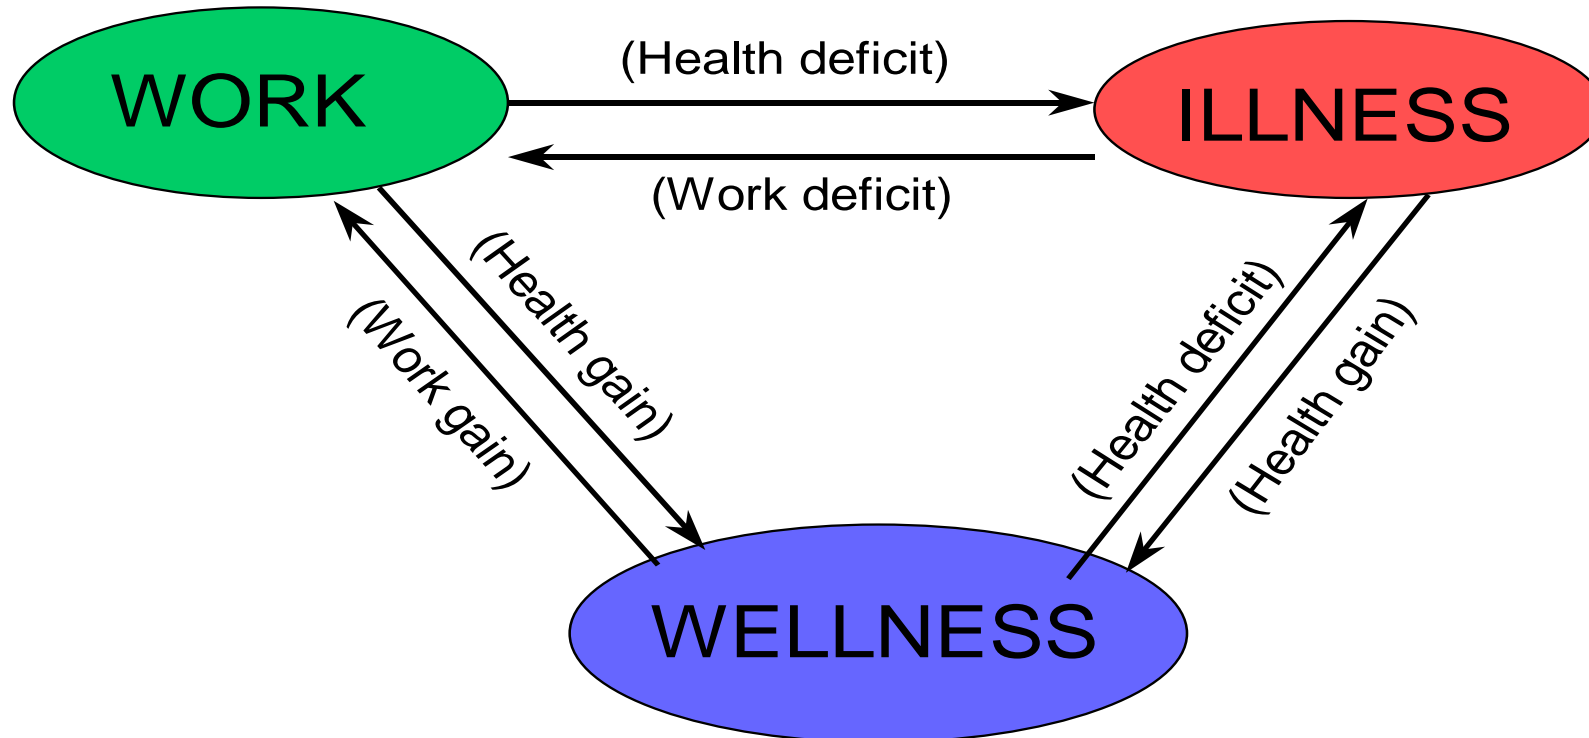 (Health deficit)
WORK
ILLNESS
(Work deficit)
(Health gain)
(Work gain)
(Health deficit)
(Health gain)
WELLNESS